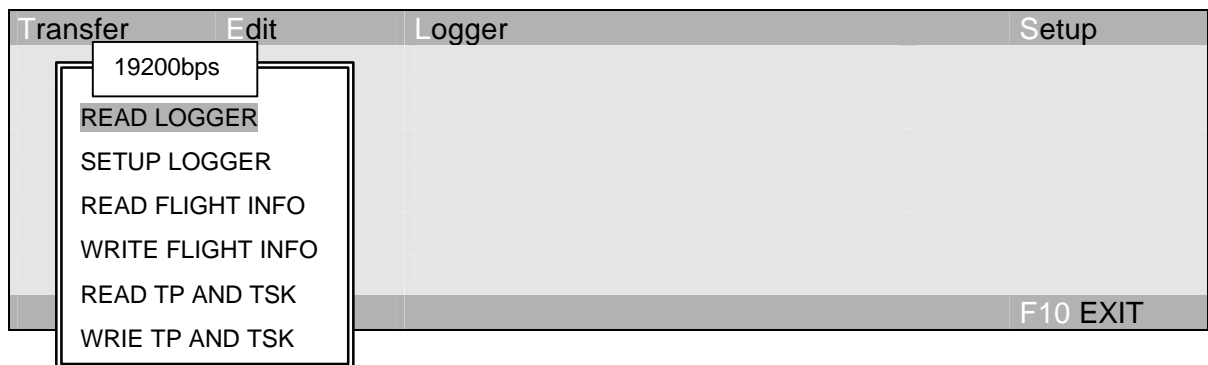 Transfer Edit Logger Setup
19200bps
READ LOGGER
SETUP LOGGER
READ FLIGHT INFO
WRITE FLIGHT INFO
READ TP AND TSK
F10 EXIT
WRIE TP AND TSK